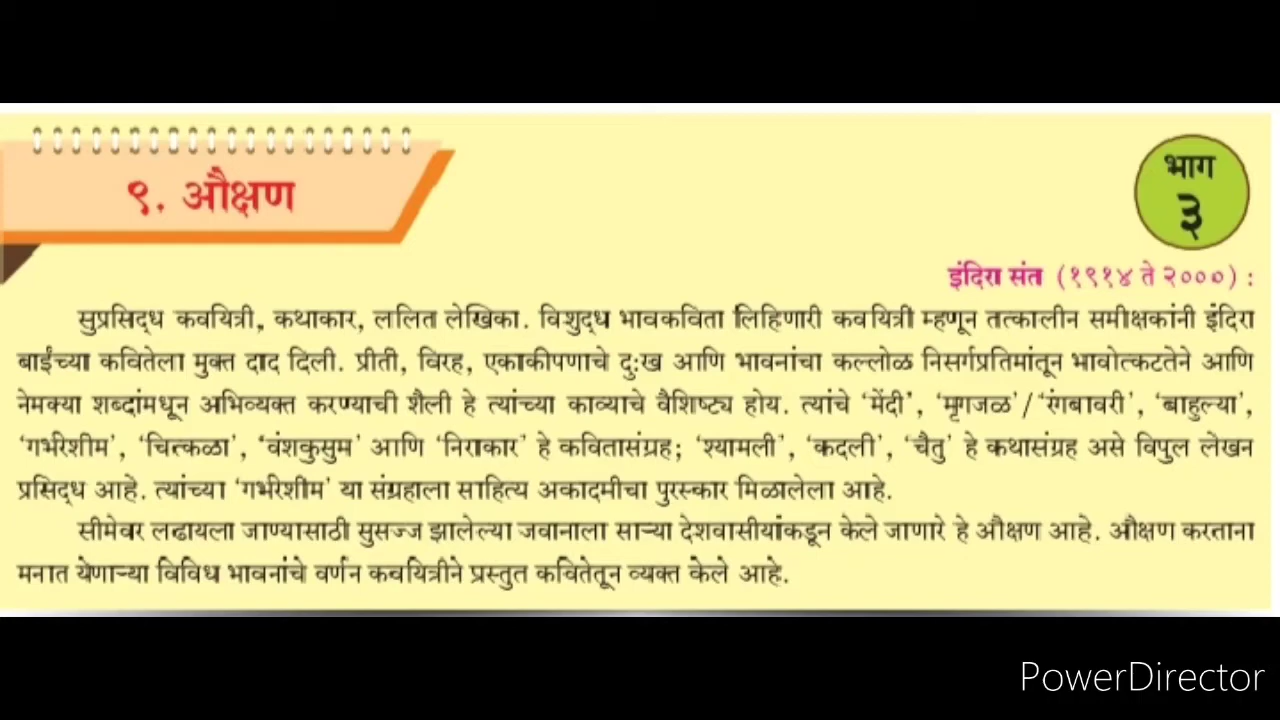 ९. औक्षण
भाग
३
इंदिरा संत (१९१४ ते २०००) :
सुप्रसिद्ध कवयित्री, कथाकार, ललित लेखिका. विशुद्ध भावकविता लिहिणारी कवयित्री म्हणून तत्कालीन समीक्षकांनी इंदिरा
बाईंच्या कवितेला मुक्त दाद दिली. प्रीती, विरह, एकाकीपणाचे दुःख आणि भावनांचा कल्लोळ निसर्गप्रतिमांतून भावोत्कटतेने आणि
नेमक्या शब्दांमधून अभिव्यक्त करण्याची शैली हे त्यांच्या काव्याचे वैशिष्ट्य होय. त्यांचे ‘मेंदी’, ‘मृगजळ’/‘रंगबावरी’, ‘बाहुल्या’,
‘गर्भरेशीम’, ‘चित्कळा’, ‘वंशकुसुम’ आणि ‘निराकार’ हे कवितासंग्रह; ‘श्यामली’, ‘कदली’, ‘चैतु’ हे कथासंग्रह असे विपुल लेखन
प्रसिद्ध आहे. त्यांच्या ‘गर्भरेशीम’ या संग्रहाला साहित्य अकादमीचा पुरस्कार मिळालेला आहे.
सीमेवर लढायला जाण्यासाठी सुसज्ज झालेल्या जवानाला साऱ्या देशवासीयांकडून केले जाणारे हे औक्षण आहे. औक्षण करताना
मनात येणाऱ्या विविध भावनांचे वर्णन कवयित्रीने प्रस्तुत कवितेतून व्यक्त केले आहे.
PowerDirector